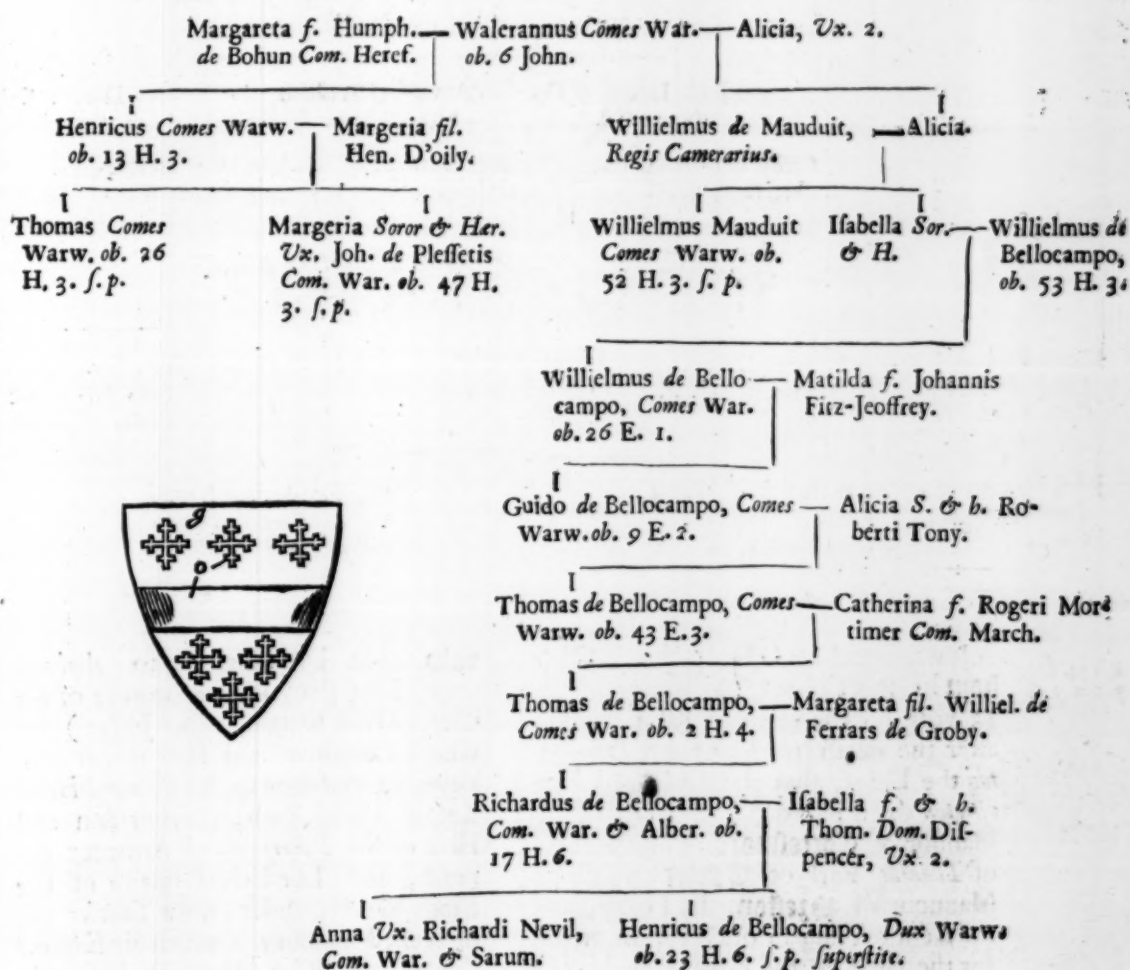 Margareta f. Humph. Walerannus Comes War. Alicia, Ux. 2.
de Bohun Com. Heref. ob. 6 John.
Henricus Comes Warw. Margeria fil. Willielmus de Mauduit, Alicia.
ob. 13 H. 3. Hen. D'oily. Regis Camerarius.
Thomas Comes Margeria Soror & Hær. Willielmus Mauduit Iſabella Sor. Willielmus de
Warw. ob. 26 Ux. Joh. de Pleſſetis Comes Warw. ob. & H. Bellocampo,
H. 3. ſ. p. Com. War. ob. 47 H. 52 H. 3. ſ. p. ob. 53 H. 3.
3. ſ. p.
Willielmus de Bello Matilda f. Johannis
campo, Comes War. Fitz-Jeoffrey.
ob. 26 E. 1.
g
o
Guido de Bellocampo, Comes Alicia S. & h. Ro-
Warw. ob. 9 E. 2. berti Tony.
Thomas de Bellocampo, Comes Catherina f. Rogeri Mor-
Warw. ob. 43 E. 3. timer Com. March.
Thomas de Bellocampo, Margareta fil. Williel. de
Comes War. ob. 2 H. 4. Ferrars de Groby.
Richardus de Bellocampo, Iſabella f. & h.
Com. War. & Alber. ob. Thom. Dom. Diſ-
17 H. 6. pencer, Ux. 2.
Anna Ux. Richardi Nevil, Henricus de Bellocampo, Dux Warw.
Com. War. & Sarum. ob. 23 H. 6. ſ. p. ſuperſtite.